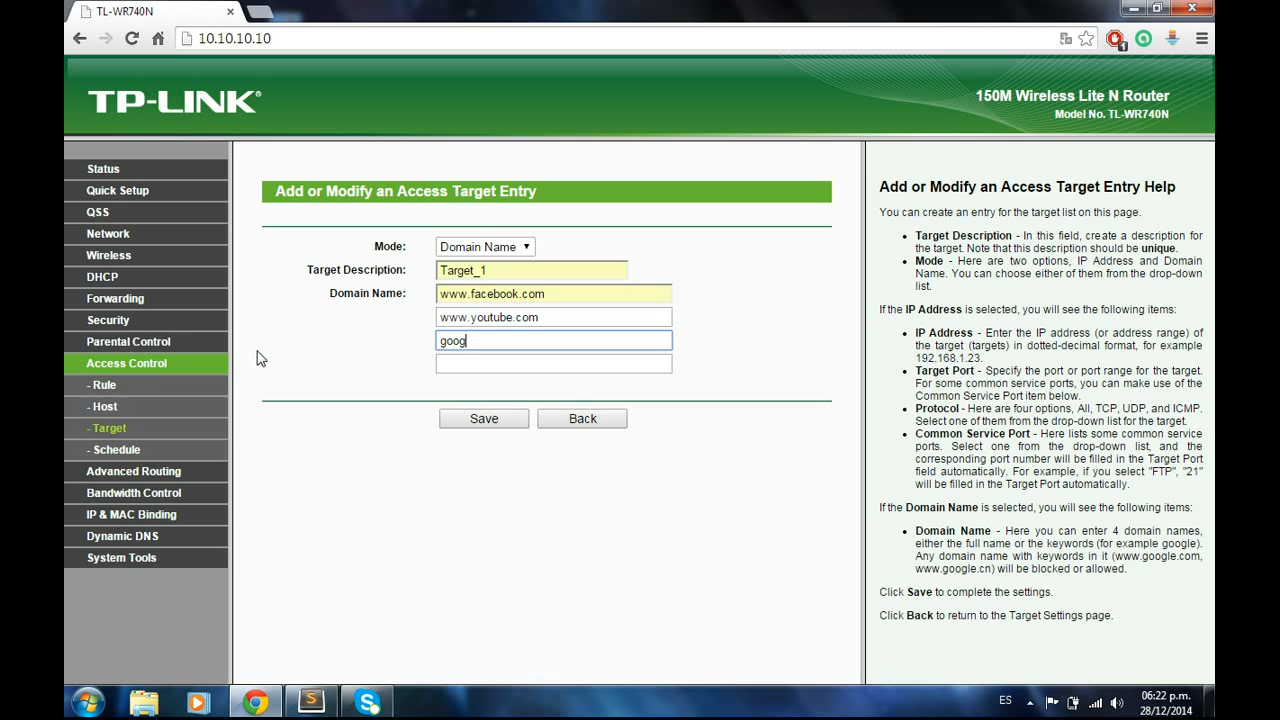 TL-WR740N
10.10.10.10
1
TP-LINK®
150M Wireless Lite N Router
Model No. TL-WR740N
Status
Quick Setup
QSS
Network
Wireless
DHCP
Forwarding
Security
Parental Control
Access Control
- Rule
- Host
- Target
- Schedule
Advanced Routing
Bandwidth Control
IP & MAC Binding
Dynamic DNS
System Tools
Add or Modify an Access Target Entry
Mode: Domain Name
Target Description: Target_1
Domain Name: www.facebook.com
www.youtube.com
goog
Save Back
Add or Modify an Access Target Entry Help
You can create an entry for the target list on this page.
Target Description - In this field, create a description for
the target. Note that this description should be unique.
Mode - Here are two options, IP Address and Domain
Name. You can choose either of them from the drop-down
list.
If the IP Address is selected, you will see the following items:
IP Address - Enter the IP address (or address range) of
the target (targets) in dotted-decimal format, for example
192.168.1.23.
Target Port - Specify the port or port range for the target.
For some common service ports, you can make use of the
Common Service Port item below.
Protocol - Here are four options, All, TCP, UDP, and ICMP.
Select one of them from the drop-down list for the target.
Common Service Port - Here lists some common service
ports. Select one from the drop-down list, and the
corresponding port number will be filled in the Target Port
field automatically. For example, if you select "FTP", "21"
will be filled in the Target Port automatically.
If the Domain Name is selected, you will see the following items:
Domain Name - Here you can enter 4 domain names,
either the full name or the keywords (for example google).
Any domain name with keywords in it (www.google.com,
www.google.cn) will be blocked or allowed.
Click Save to complete the settings.
Click Back to return to the Target Settings page.
ES
06:22 p.m.
28/12/2014